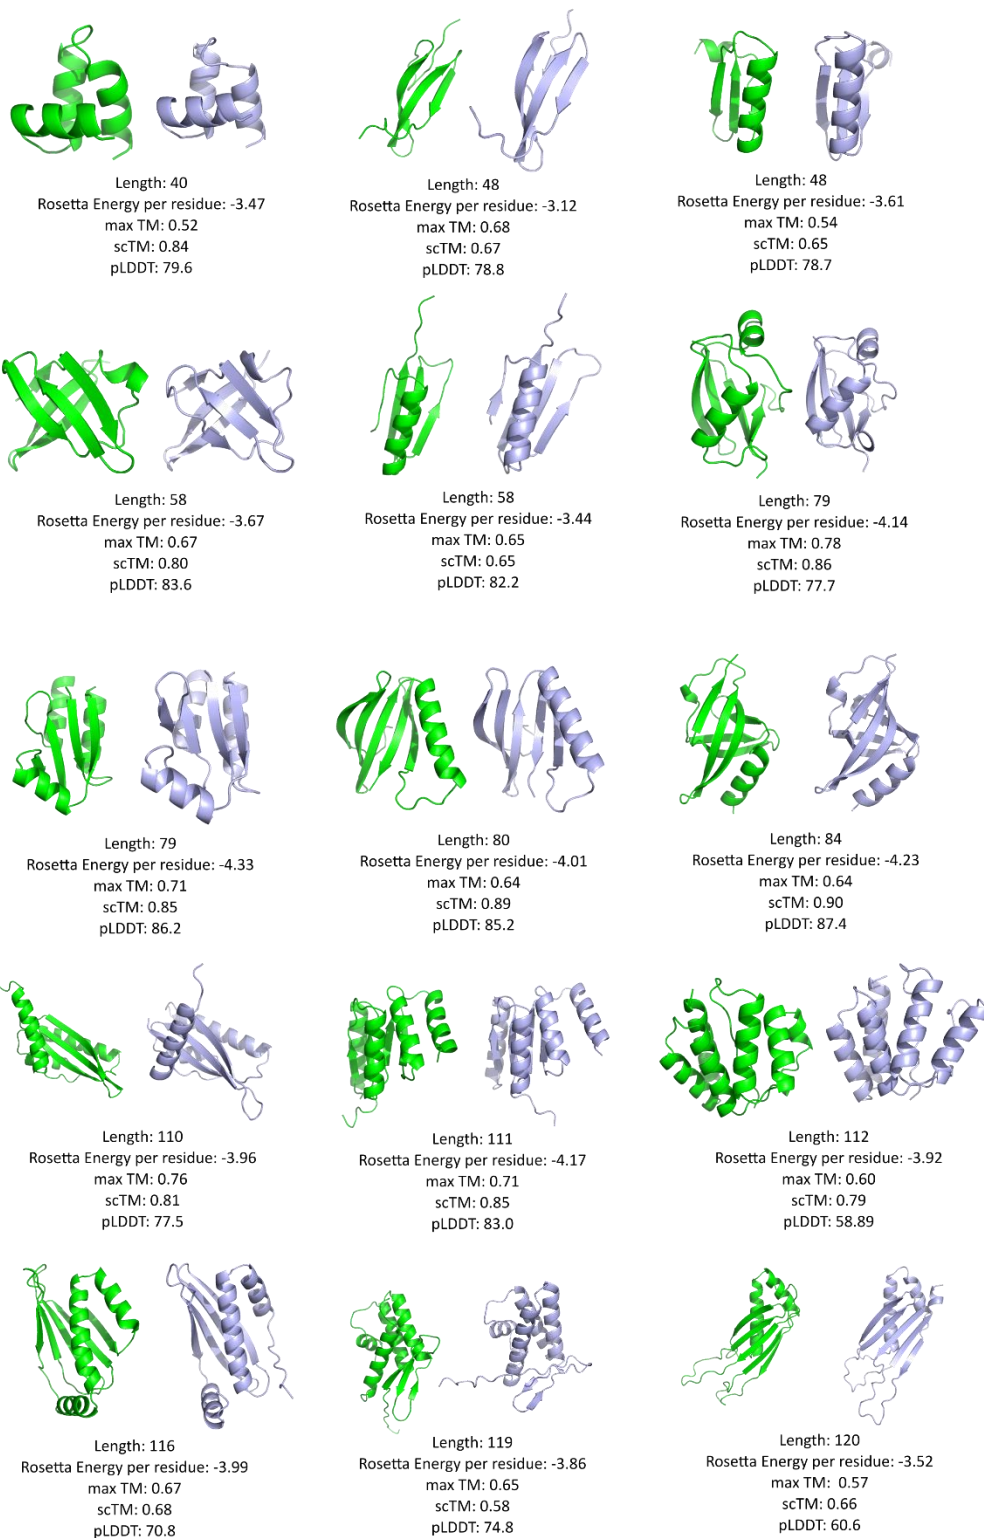 Length: 40
Rosetta Energy per residue: -3.47
max TM: 0.52
scTM: 0.84
pLDDT: 79.6
Length: 48
Rosetta Energy per residue: -3.12
max TM: 0.68
scTM: 0.67
pLDDT: 78.8
Length: 48
Rosetta Energy per residue: -3.61
max TM: 0.54
scTM: 0.65
pLDDT: 78.7
Length: 58
Rosetta Energy per residue: -3.67
max TM: 0.67
scTM: 0.80
pLDDT: 83.6
Length: 58
Rosetta Energy per residue: -3.44
max TM: 0.65
scTM: 0.65
pLDDT: 82.2
Length: 79
Rosetta Energy per residue: -4.14
max TM: 0.78
scTM: 0.86
pLDDT: 77.7
Length: 79
Rosetta Energy per residue: -4.33
max TM: 0.71
scTM: 0.85
pLDDT: 86.2
Length: 80
Rosetta Energy per residue: -4.01
max TM: 0.64
scTM: 0.89
pLDDT: 85.2
Length: 84
Rosetta Energy per residue: -4.23
max TM: 0.64
scTM: 0.90
pLDDT: 87.4
Length: 110
Rosetta Energy per residue: -3.96
max TM: 0.76
scTM: 0.81
pLDDT: 77.5
Length: 111
Rosetta Energy per residue: -4.17
max TM: 0.71
scTM: 0.85
pLDDT: 83.0
Length: 112
Rosetta Energy per residue: -3.92
max TM: 0.60
scTM: 0.79
pLDDT: 58.89
Length: 116
Rosetta Energy per residue: -3.99
max TM: 0.67
scTM: 0.68
pLDDT: 70.8
Length: 119
Rosetta Energy per residue: -3.86
max TM: 0.65
scTM: 0.58
pLDDT: 74.8
Length: 120
Rosetta Energy per residue: -3.52
max TM: 0.57
scTM: 0.66
pLDDT: 60.6